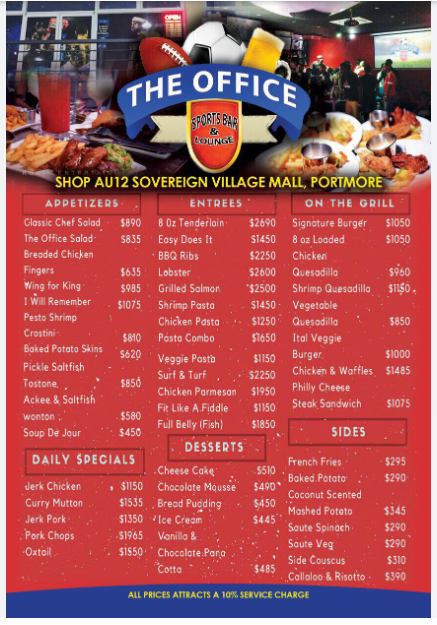 OPEN
THE OFFICE
SPORTS BAR
&
LOUNGE
SHOP AU12 SOVEREIGN VILLAGE MALL, PORTMORE
APPETIZERS
Classic Chef Salad $890
The Office Salad $835
Breaded Chicken
Fingers $635
Wing for King $985
I Will Remember $1075
Pesto Shrimp
Crostini $810
Baked Potato Skins $620
Pickle Saltfish
Tostone $850
Ackee & Saltfish
wonton $580
Soup De Jour $450
DAILY SPECIALS
Jerk Chicken $1150
Curry Mutton $1535
Jerk Pork $1350
Pork Chops $1965
Oxtail $1550
ENTREES
8 Oz Tenderloin $2690
Easy Does It $1450
BBQ Ribs $2250
Lobster $2600
Grilled Salmon $2500
Shrimp Pasta $1450
Chicken Pasta $1250
Pasta Combo $1650
Veggie Pasta $1150
Surf & Turf $2250
Chicken Parmesan $1950
Fit Like A Fiddle $1150
Full Belly (Fish) $1850
DESSERTS
Cheese Cake $510
Chocolate Mousse $490
Bread Pudding $450
Ice Cream $445
Vanilla &
Chocolate Pana
Cotta $485
ON THE GRILL
Signature Burger $1050
8 oz Loaded $1050
Chicken
Quesadilla $960
Shrimp Quesadilla $1150
Vegetable
Quesadilla $850
Ital Veggie
Burger $1000
Chicken & Waffles $1485
Philly Cheese
Steak Sandwich $1075
SIDES
French Fries $295
Baked Potato $290
Coconut Scented
Mashed Potato $345
Saute Spinach $290
Saute Veg $290
Side Couscus $310
Callaloo & Risotto $390
ALL PRICES ATTRACTS A 10% SERVICE CHARGE